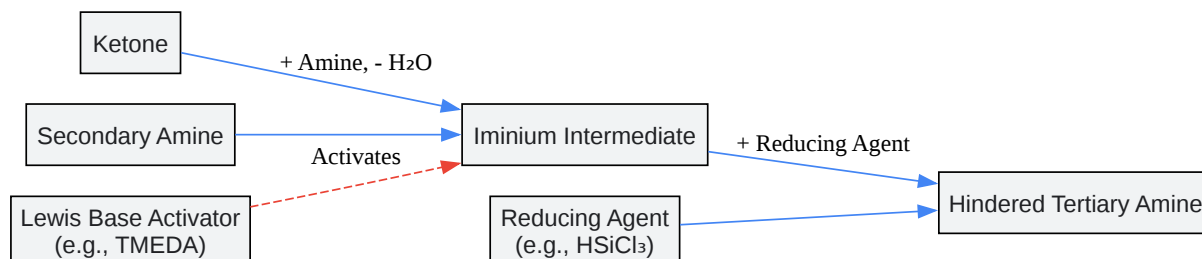 Ketone
+ Amine, - H₂O
Secondary Amine
Iminium Intermediate
Activates
+ Reducing Agent
Lewis Base Activator
(e.g., TMEDA)
Reducing Agent
(e.g., HSiCl₃)
Hindered Tertiary Amine